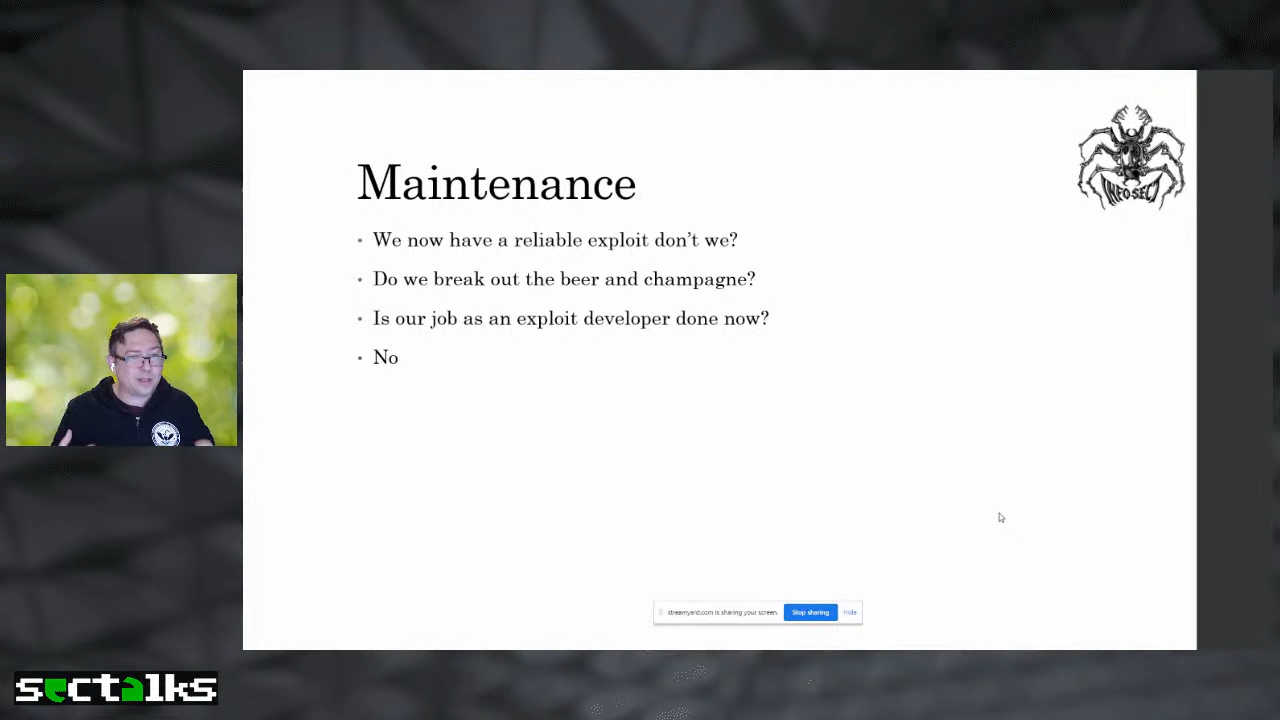 Maintenance
• We now have a reliable exploit don't we?
• Do we break out the beer and champagne?
• Is our job as an exploit developer done now?
• No
INFOSECT
streamyard.com is sharing your screen. Stop sharing Hide
sectalks